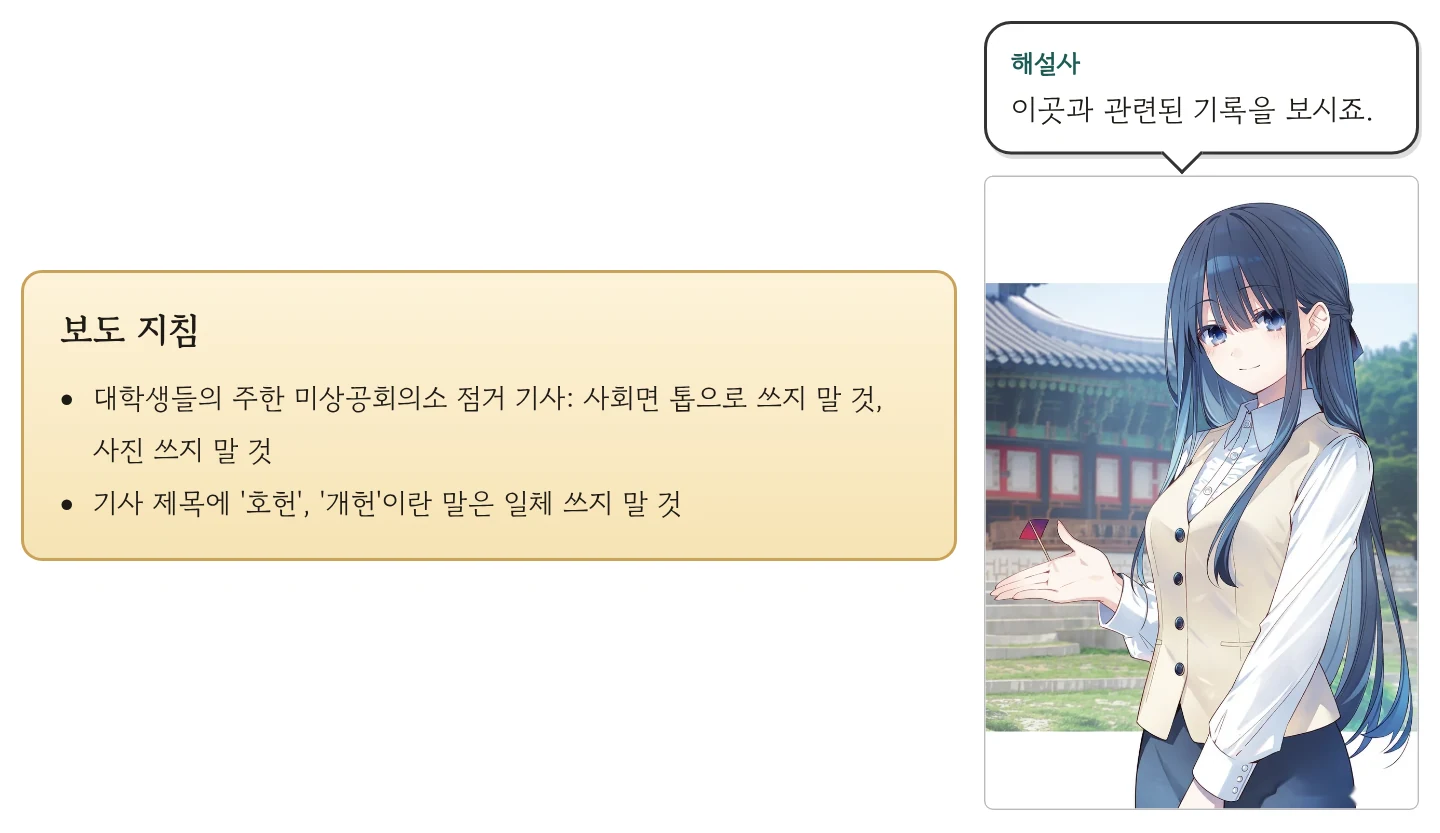 해설사
이곳과 관련된 기록을 보시죠.
보도 지침
• 대학생들의 주한 미상공회의소 점거 기사: 사회면 톱으로 쓰지 말 것,
사진 쓰지 말 것
• 기사 제목에 '호헌', '개헌'이란 말은 일체 쓰지 말 것